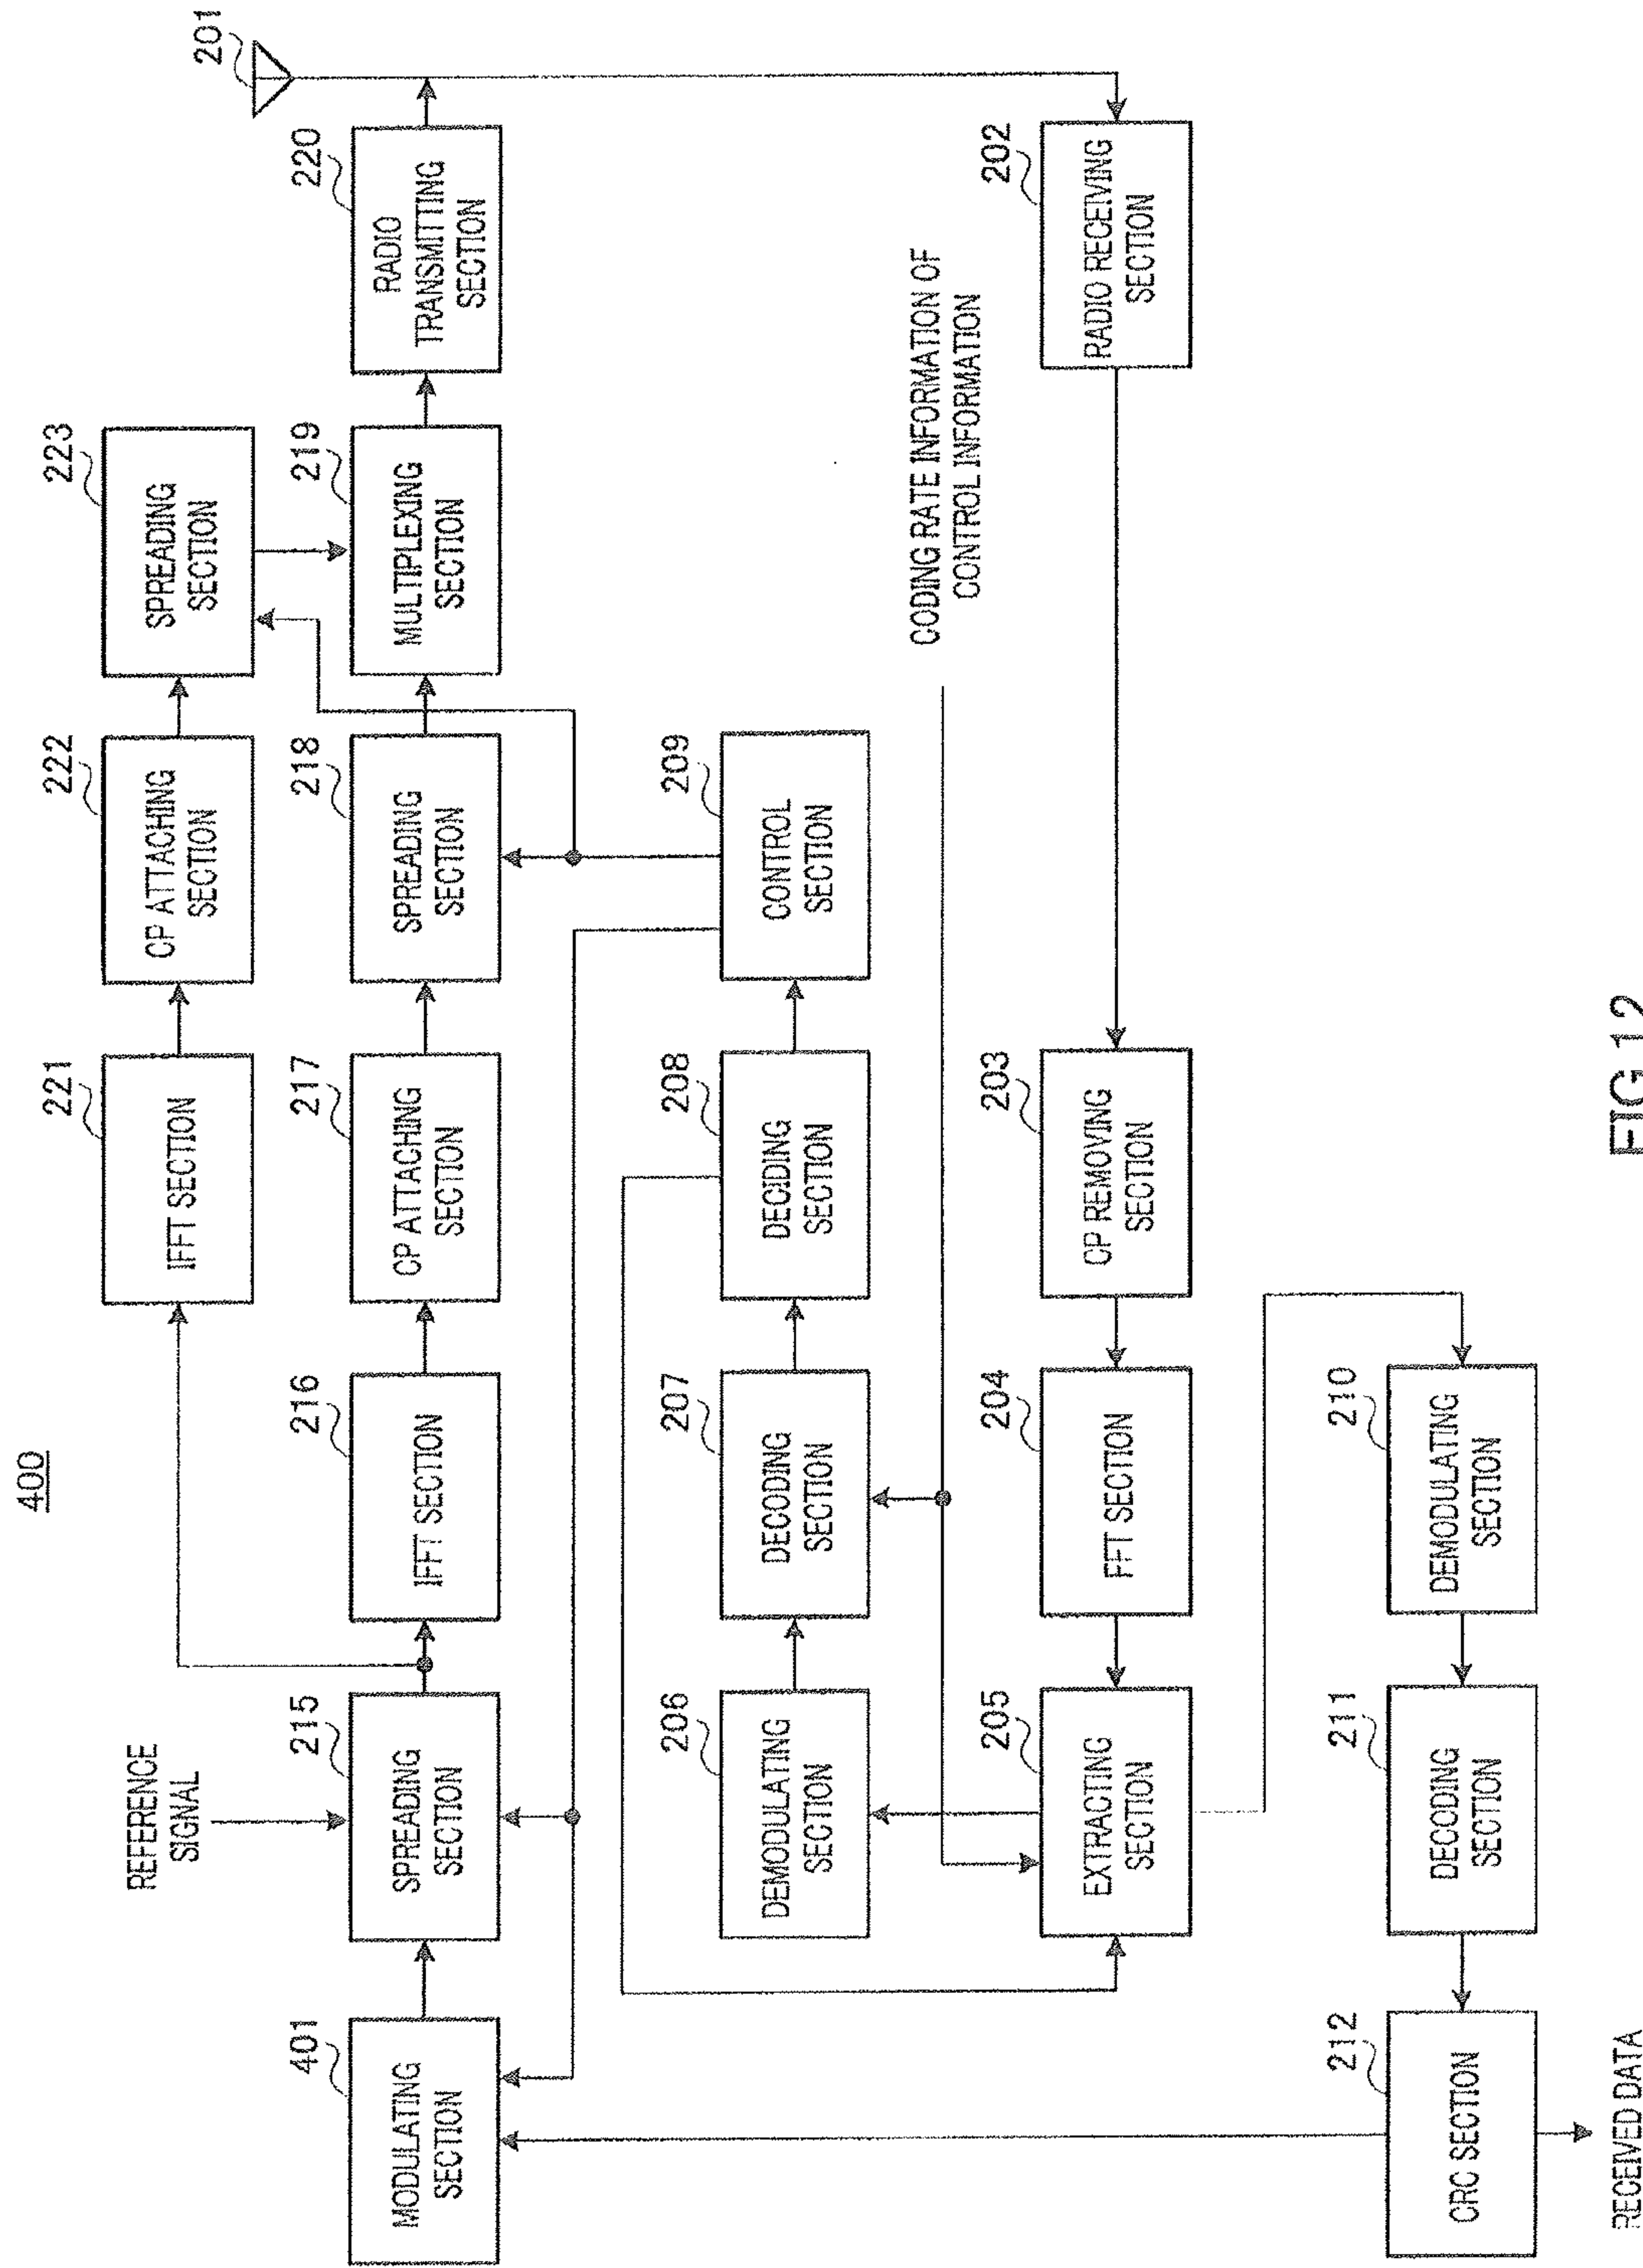 400
REFERENCE
SIGNAL
221
IFFT SECTION
222
CP ATTACHING
SECTION
223
SPREADING
SECTION
201
401
MODULATING
SECTION
215
SPREADING
SECTION
216
IFFT SECTION
217
CP ATTACHING
SECTION
218
SPREADING
SECTION
219
MULTIPLEXING
SECTION
220
RADIO
TRANSMITTING
SECTION
206
DEMODULATING
SECTION
207
DECODING
SECTION
208
DECIDING
SECTION
209
CONTROL
SECTION
CODING RATE INFORMATION OF
CONTROL INFORMATION
205
EXTRACTING
SECTION
204
FFT SECTION
203
CP REMOVING
SECTION
202
RADIO RECEIVING
SECTION
212
CRC SECTION
211
DECODING
SECTION
210
DEMODULATING
SECTION
RECEIVED DATA
FIG.12